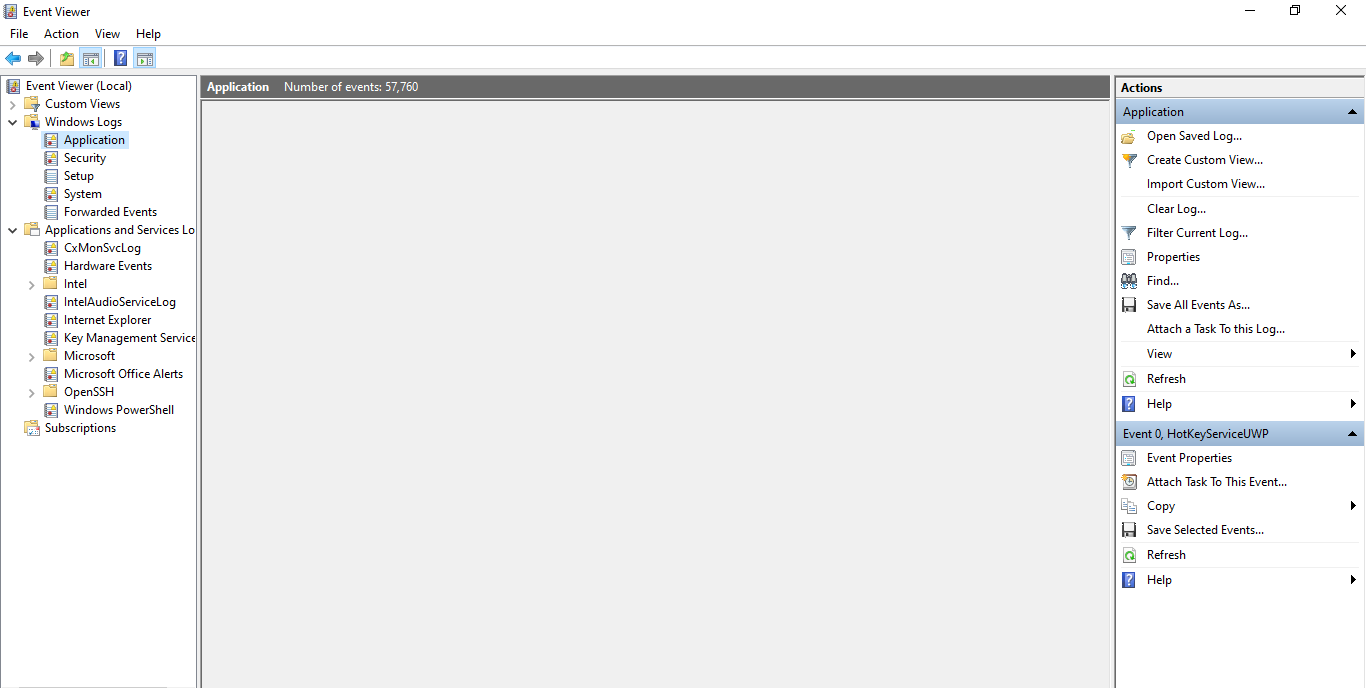 Event Viewer
File Action View Help
Event Viewer (Local)
Custom Views
Windows Logs
Application
Security
Setup
System
Forwarded Events
Applications and Services Lo
CxMonSvcLog
Hardware Events
Intel
IntelAudioServiceLog
Internet Explorer
Key Management Service
Microsoft
Microsoft Office Alerts
OpenSSH
Windows PowerShell
Subscriptions
Application Number of events: 57,760
Actions
Application
Open Saved Log...
Create Custom View...
Import Custom View...
Clear Log...
Filter Current Log...
Properties
Find...
Save All Events As...
Attach a Task To this Log...
View
Refresh
Help
Event 0, HotKeyServiceUWP
Event Properties
Attach Task To This Event...
Copy
Save Selected Events...
Refresh
Help